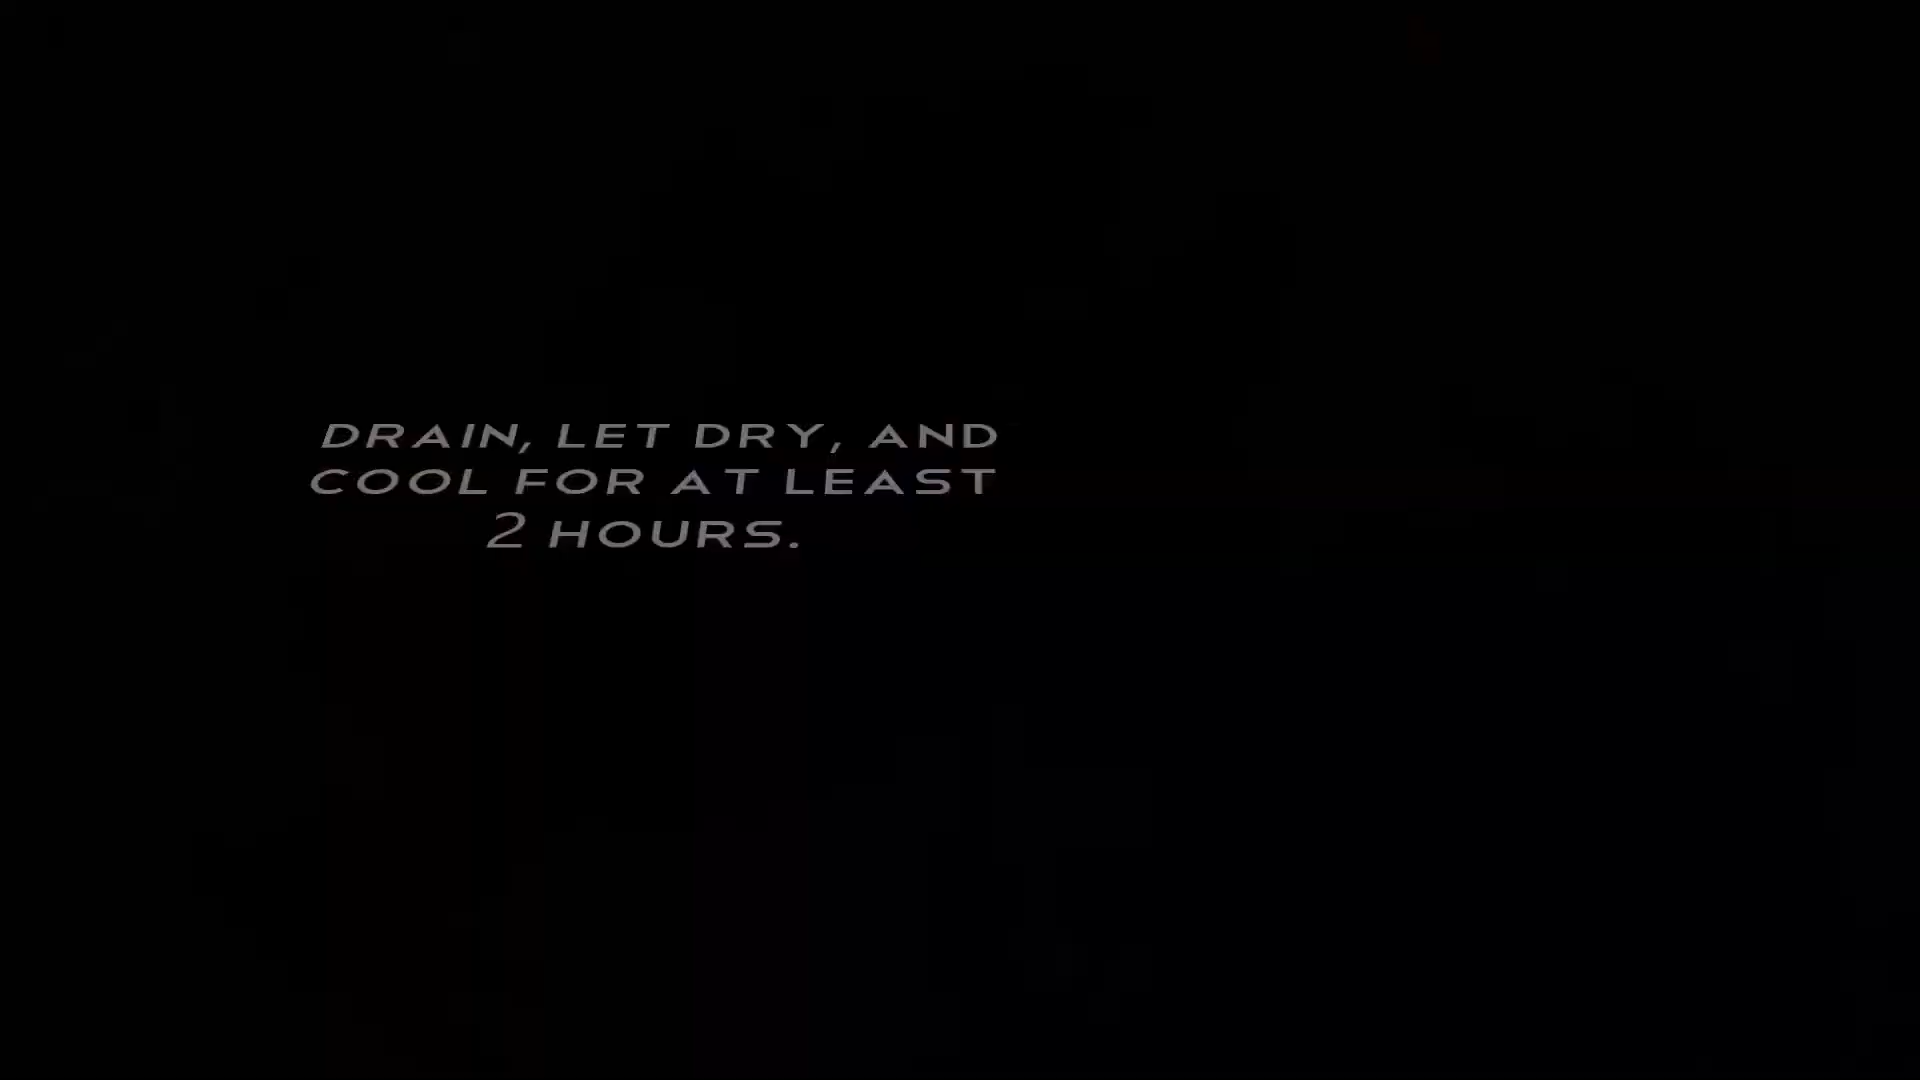 DRAIN, LET DRY, AND
COOL FOR AT LEAST
2 HOURS.